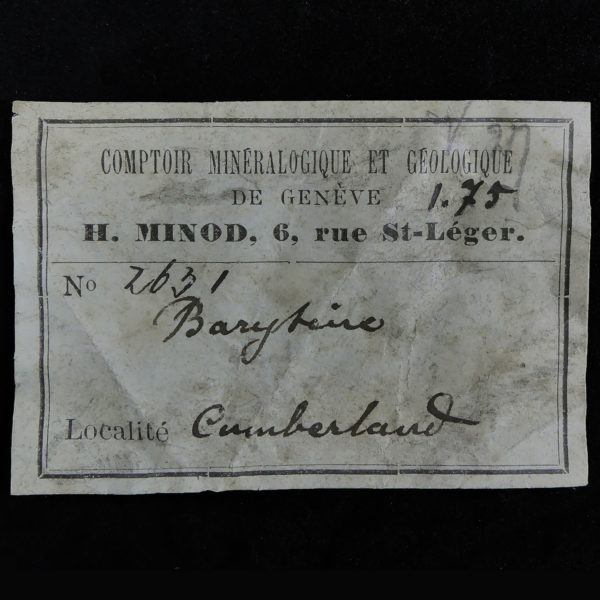 COMPTOIR MINÉRALOGIQUE ET GÉOLOGIQUE
DE GENÈVE 1.75
H. MINOD, 6, rue St-Léger.
No 2631
Barytine
Localité Cumberland